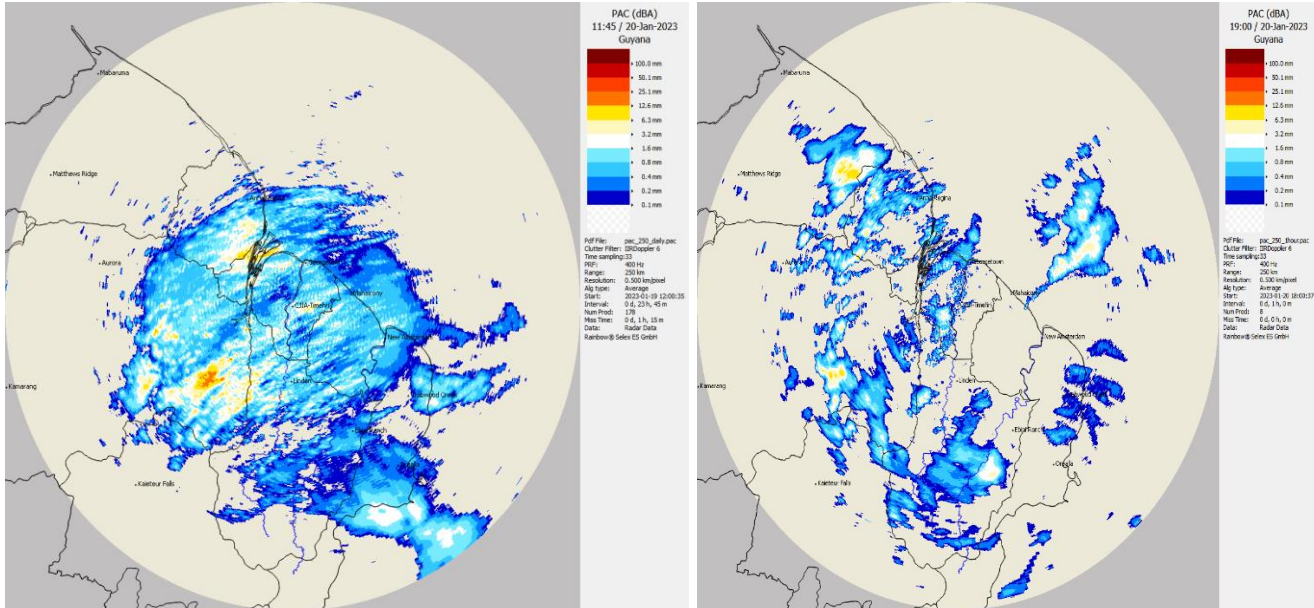 PAC (dBA)
11:45 / 20-Jan-2023
Guyana
100.0 mm
50.1 mm
25.1 mm
12.6 mm
6.3 mm
3.2 mm
1.6 mm
0.8 mm
0.4 mm
0.2 mm
0.1 mm
Pdf File: pac_250_daily.pac
Clutter Filter: IIRDoppler 6
Time sampling:33
PRF: 400 Hz
Range: 250 km
Resolution: 0.500 km/pixel
Alg type: Average
Start: 2023-01-19 12:00:35
Interval: 0 d, 23 h, 45 m
Num Prod: 178
Miss Time: 0 d, 1 h, 15 m
Data: Radar Data
Rainbow® Selex ES GmbH
Mabaruma
Matthews Ridge
Aurora
CJIA-Timehri
Mahaicony
Kamarang
Linden
Kaieteur Falls
PAC (dBA)
19:00 / 20-Jan-2023
Guyana
100.0 mm
50.1 mm
25.1 mm
12.6 mm
6.3 mm
3.2 mm
1.6 mm
0.8 mm
0.4 mm
0.2 mm
0.1 mm
Pdf File: pac_250_1hour.pac
Clutter Filter: IIRDoppler 6
Time sampling:33
PRF: 400 Hz
Range: 250 km
Resolution: 0.500 km/pixel
Alg type: Average
Start: 2023-01-20 18:00:37
Interval: 0 d, 1 h, 0 m
Num Prod: 8
Miss Time: 0 d, 0 h, 0 m
Data: Radar Data
Rainbow® Selex ES GmbH
Mabaruma
Matthews Ridge
New Amsterdam
Kamarang
Linden
Kaieteur Falls
Orealla